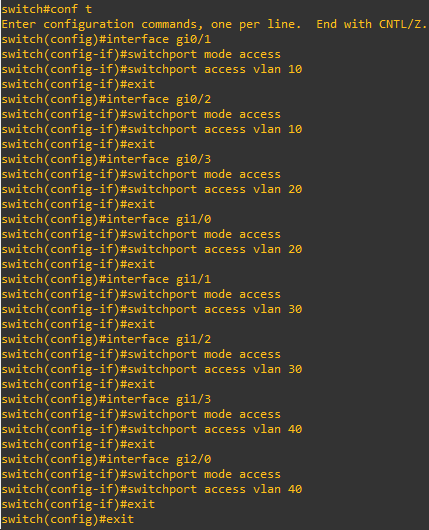 switch#conf t
Enter configuration commands, one per line.  End with CNTL/Z.
switch(config)#interface gi0/1
switch(config-if)#switchport mode access
switch(config-if)#switchport access vlan 10
switch(config-if)#exit
switch(config)#interface gi0/2
switch(config-if)#switchport mode access
switch(config-if)#switchport access vlan 10
switch(config-if)#exit
switch(config)#interface gi0/3
switch(config-if)#switchport mode access
switch(config-if)#switchport access vlan 20
switch(config-if)#exit
switch(config)#interface gi1/0
switch(config-if)#switchport mode access
switch(config-if)#switchport access vlan 20
switch(config-if)#exit
switch(config)#interface gi1/1
switch(config-if)#switchport mode access
switch(config-if)#switchport access vlan 30
switch(config-if)#exit
switch(config)#interface gi1/2
switch(config-if)#switchport mode access
switch(config-if)#switchport access vlan 30
switch(config-if)#exit
switch(config)#interface gi1/3
switch(config-if)#switchport mode access
switch(config-if)#switchport access vlan 40
switch(config-if)#exit
switch(config)#interface gi2/0
switch(config-if)#switchport mode access
switch(config-if)#switchport access vlan 40
switch(config-if)#exit
switch(config)#exit